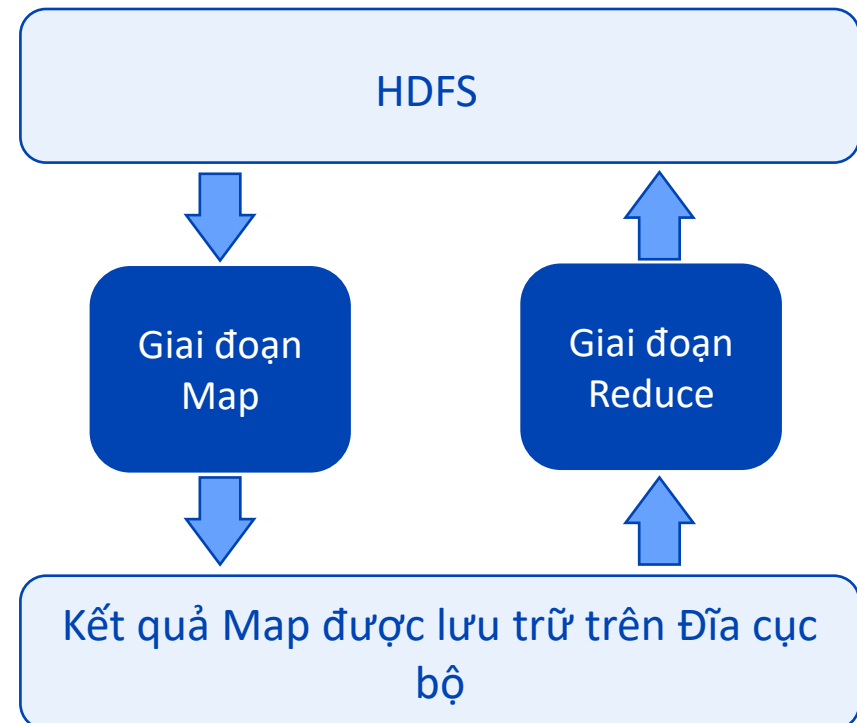 HDFS
Giai đoạn
Map
Giai đoạn
Reduce
Kết quả Map được lưu trữ trên Đĩa cục
bộ